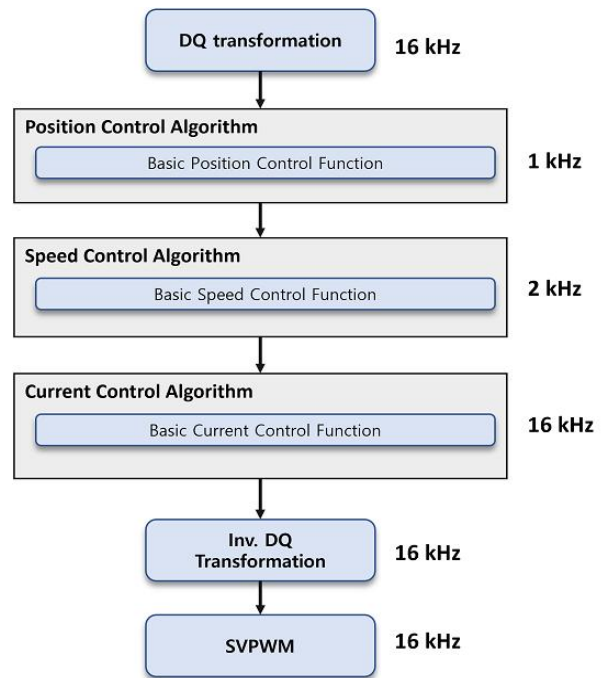 DQ transformation
16 kHz
Position Control Algorithm
Basic Position Control Function
1 kHz
Speed Control Algorithm
Basic Speed Control Function
2 kHz
Current Control Algorithm
Basic Current Control Function
16 kHz
Inv. DQ
Transformation
16 kHz
SVPWM
16 kHz